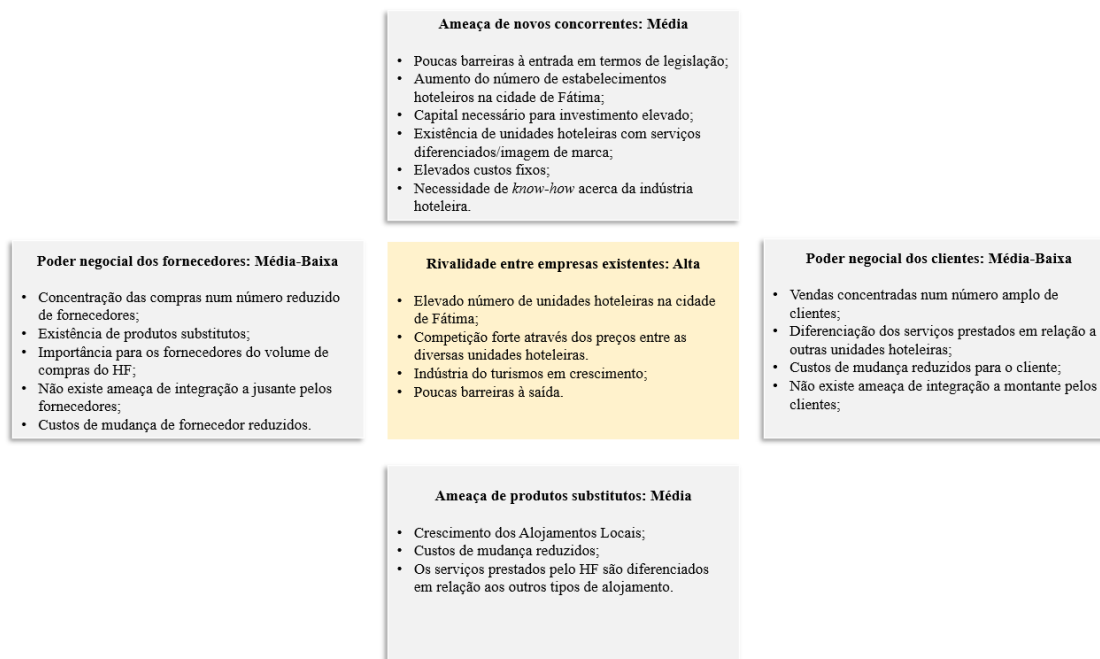 Ameaça de novos concorrentes: Média
• Poucas barreiras à entrada em termos de legislação;
• Aumento do número de estabelecimentos
hoteleiros na cidade de Fátima;
• Capital necessário para investimento elevado;
• Existência de unidades hoteleiras com serviços
diferenciados/imagem de marca;
• Elevados custos fixos;
• Necessidade de know-how acerca da indústria
hoteleira.
Poder negocial dos fornecedores: Média-Baixa
• Concentração das compras num número reduzido
de fornecedores;
• Existência de produtos substitutos;
• Importância para os fornecedores do volume de
compras do HF;
• Não existe ameaça de integração a jusante pelos
fornecedores;
• Custos de mudança de fornecedor reduzidos.
Rivalidade entre empresas existentes: Alta
• Elevado número de unidades hoteleiras na cidade
de Fátima;
• Competição forte através dos preços entre as
diversas unidades hoteleiras.
• Indústria do turismos em crescimento;
• Poucas barreiras à saída.
Poder negocial dos clientes: Média-Baixa
• Vendas concentradas num número amplo de
clientes;
• Diferenciação dos serviços prestados em relação a
outras unidades hoteleiras;
• Custos de mudança reduzidos para o cliente;
• Não existe ameaça de integração a montante pelos
clientes;
Ameaça de produtos substitutos: Média
• Crescimento dos Alojamentos Locais;
• Custos de mudança reduzidos;
• Os serviços prestados pelo HF são diferenciados
em relação aos outros tipos de alojamento.